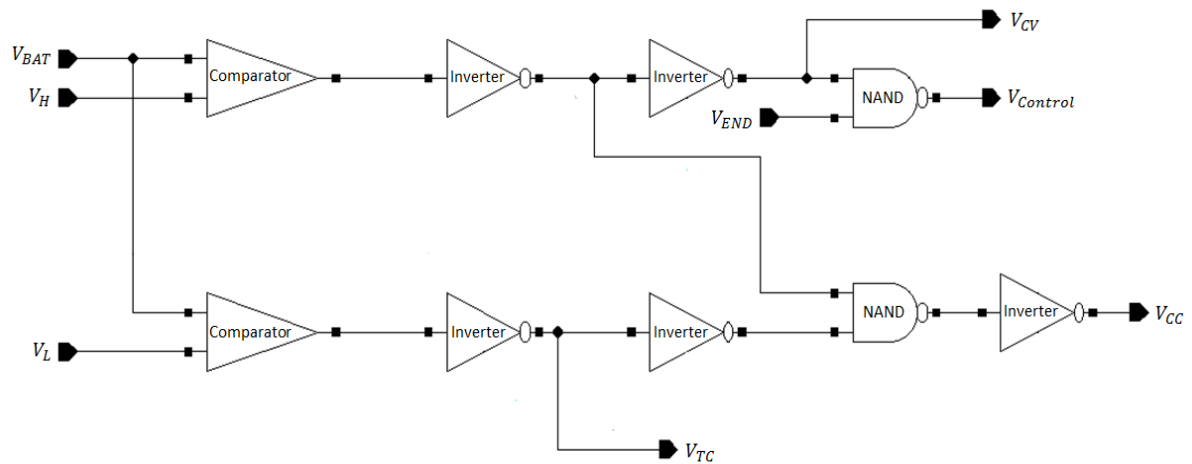 V_CV
V_BAT
Comparator
Inverter
Inverter
V_H
NAND
V_Control
V_END
Comparator
Inverter
Inverter
NAND
Inverter
V_CC
V_L
V_TC